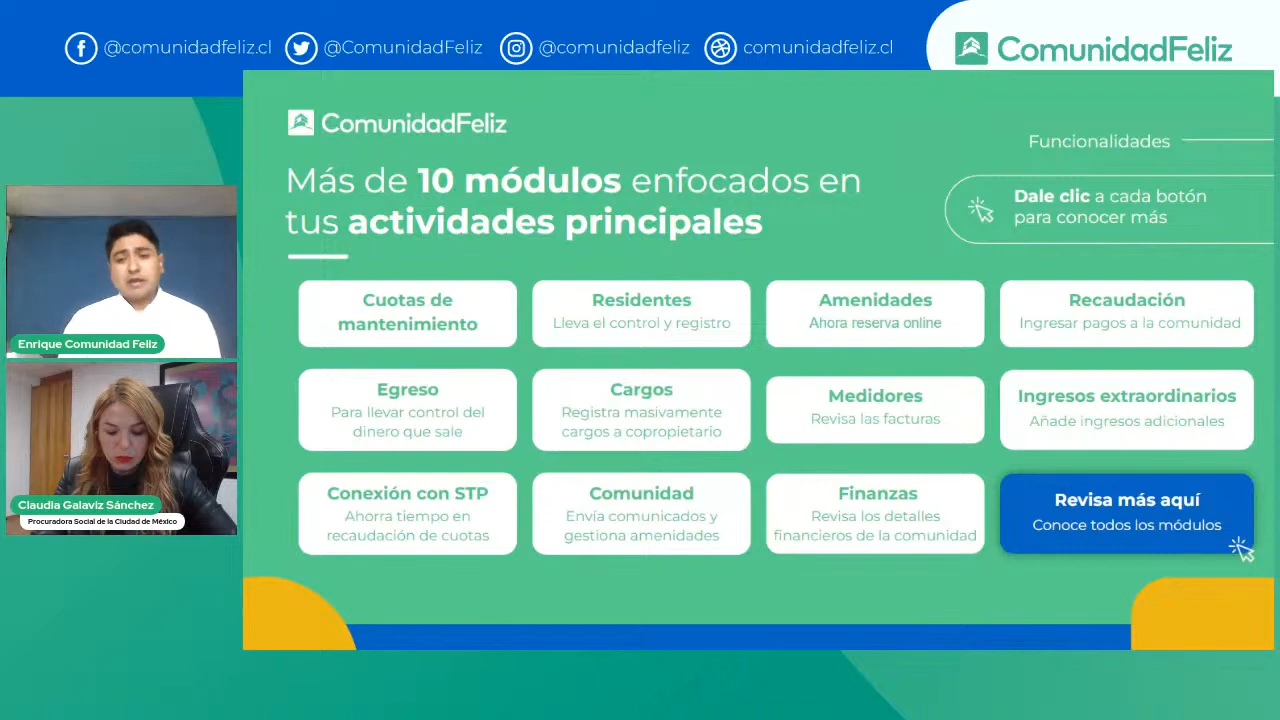 @comunidadfeliz.cl
@ComunidadFeliz
@comunidadfeliz
comunidadfeliz.cl
ComunidadFeliz
ComunidadFeliz
Funcionalidades
Más de 10 módulos enfocados en
tus actividades principales
Dale clic a cada botón
para conocer más
Cuotas de
mantenimiento
Residentes
Lleva el control y registro
Amenidades
Ahora reserva online
Recaudación
Ingresar pagos a la comunidad
Egreso
Para llevar control del
dinero que sale
Cargos
Registra masivamente
cargos a copropietario
Medidores
Revisa las facturas
Ingresos extraordinarios
Añade ingresos adicionales
Conexión con STP
Ahorra tiempo en
recaudación de cuotas
Comunidad
Envía comunicados y
gestiona amenidades
Finanzas
Revisa los detalles
financieros de la comunidad
Revisa más aquí
Conoce todos los módulos
Enrique Comunidad Feliz
Claudia Galaviz Sánchez
Procuradora Social de la Ciudad de México